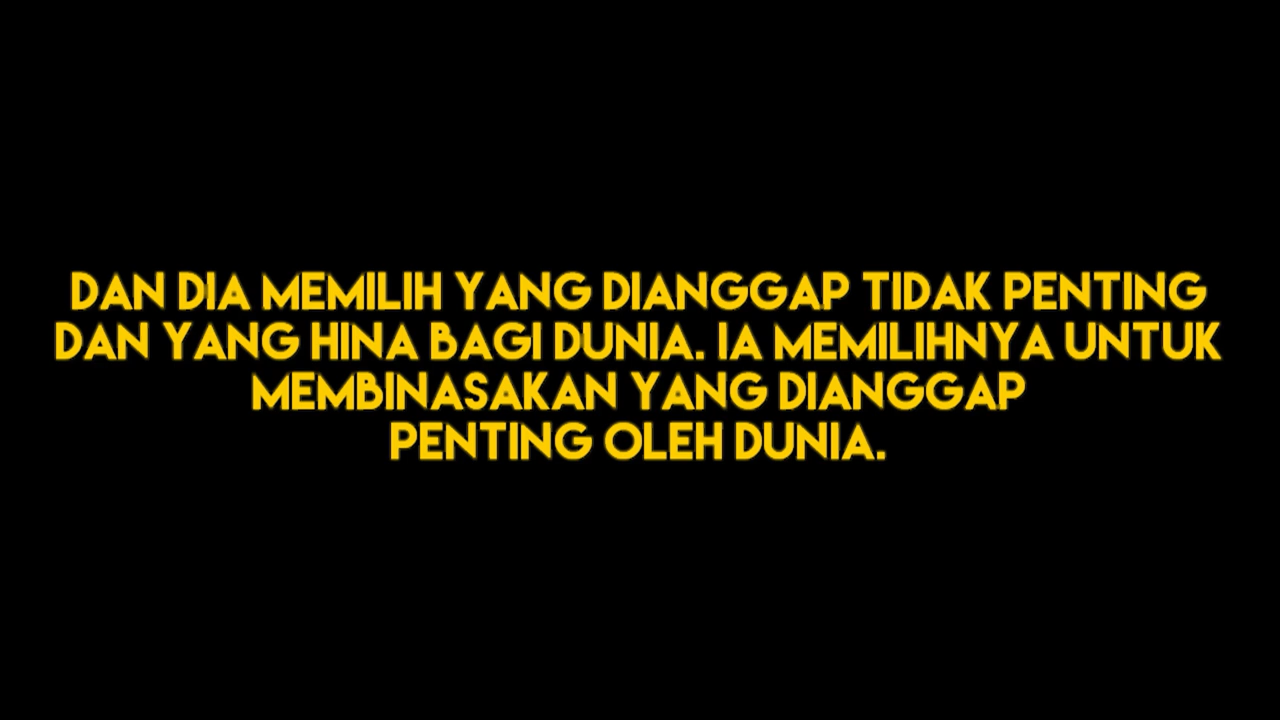 DAN DIA MEMILIH YANG DIANGGAP TIDAK PENTING
DAN YANG HINA BAGI DUNIA. IA MEMILIHNYA UNTUK
MEMBINASAKAN YANG DIANGGAP
PENTING OLEH DUNIA.